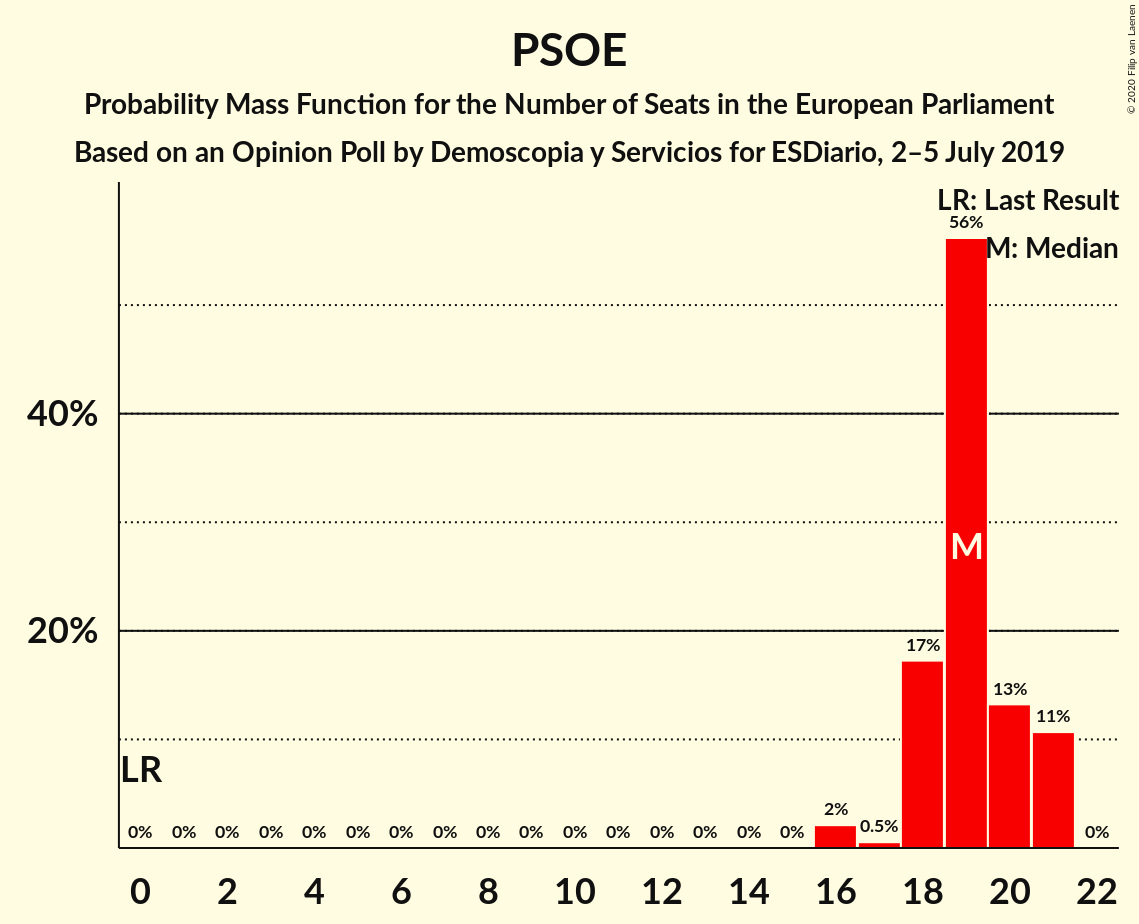 PSOE
Probability Mass Function for the Number of Seats in the European Parliament
Based on an Opinion Poll by Demoscopia y Servicios for ESDiario, 2–5 July 2019
© 2020 Filip van Laenen
LR: Last Result
M: Median
56%
40%
M
20%
17%
13%
11%
LR
0% 0% 0% 0% 0% 0% 0% 0% 0% 0% 0% 0% 0% 0% 0% 0% 2% 0.5% 0%
0 2 4 6 8 10 12 14 16 18 20 22